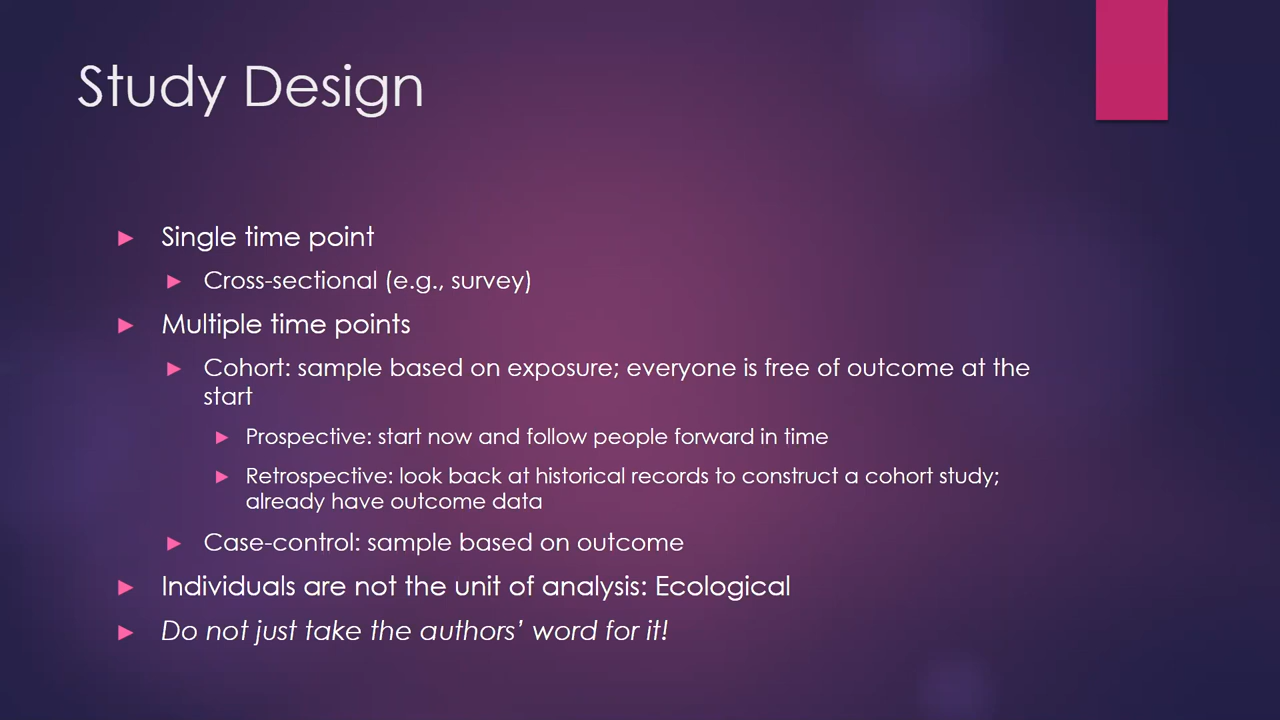 Study Design
Single time point
Cross-sectional (e.g., survey)
Multiple time points
Cohort: sample based on exposure; everyone is free of outcome at the
start
Prospective: start now and follow people forward in time
Retrospective: look back at historical records to construct a cohort study;
already have outcome data
Case-control: sample based on outcome
Individuals are not the unit of analysis: Ecological
Do not just take the authors’ word for it!